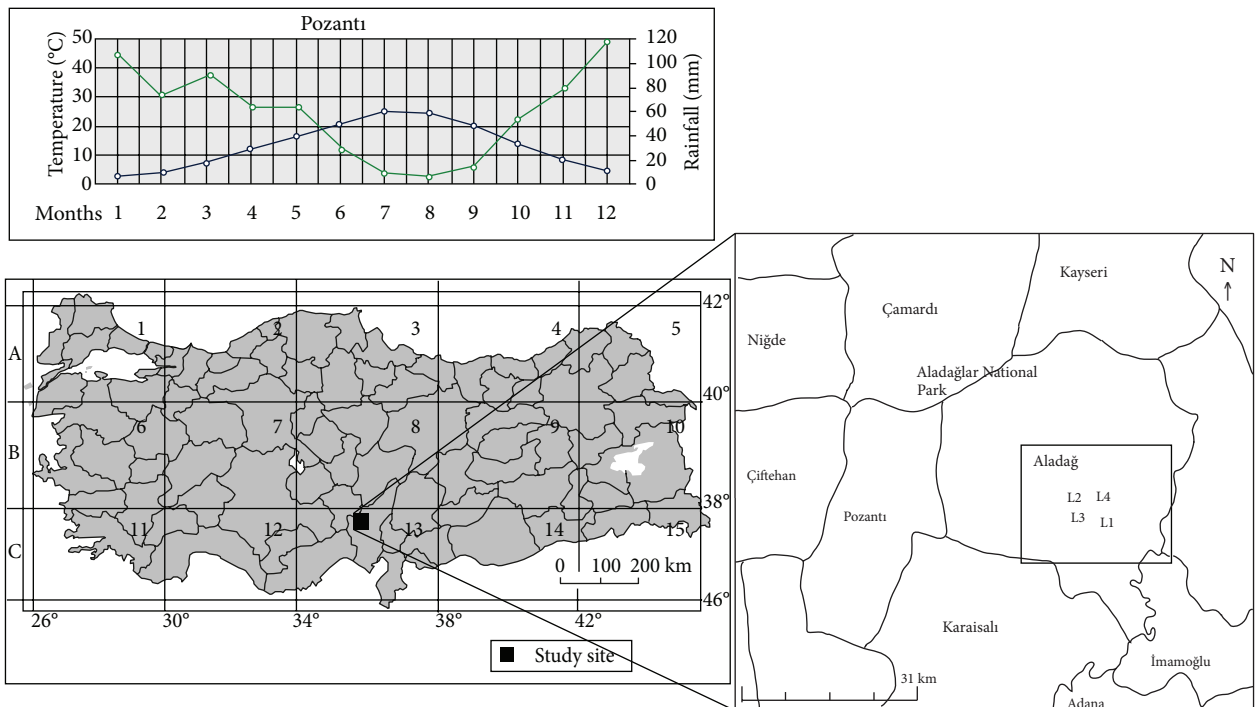 Pozantı
Temperature (°C)
50
40
30
20
10
0
Rainfall (mm)
120
100
80
60
40
20
0
Months 1 2 3 4 5 6 7 8 9 10 11 12
A
B
C
1 2 3 4 5
6 7 8 9 10
11 12 13 14 15
42°
40°
38°
46°
0 100 200 km
26° 30° 34° 38° 42°
Study site
Kayseri
N
Çamardı
Niğde
Aladağlar National
Park
Aladağ
Çiftehan
L2 L4
L3 L1
Pozantı
Karaisalı
İmamoğlu
31 km
Adana